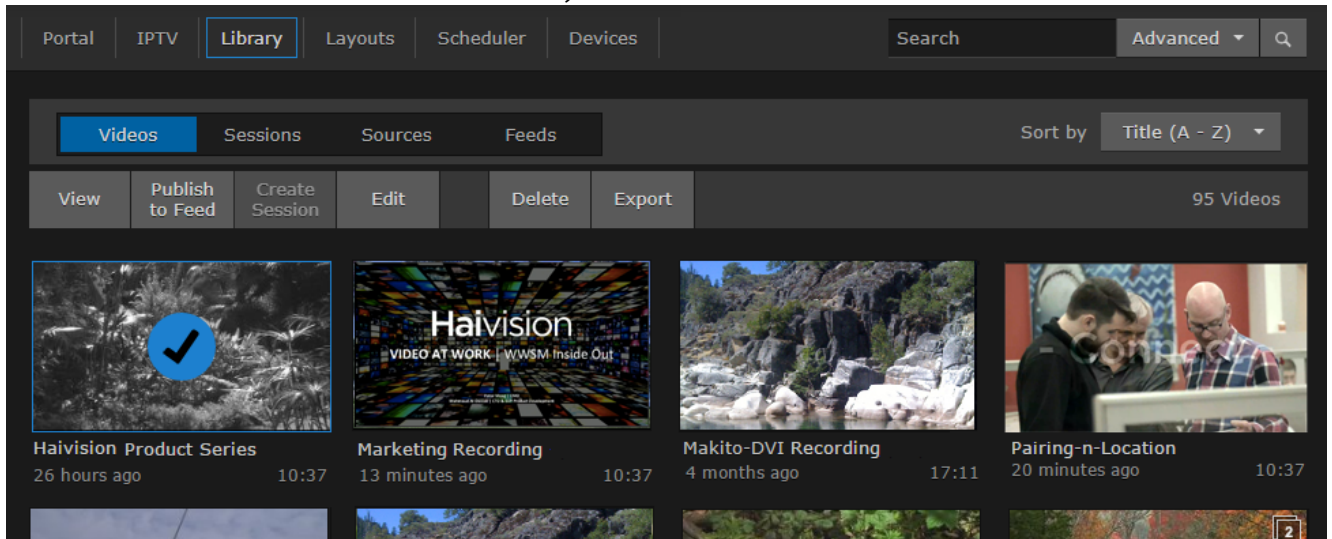 Portal IPTV Library Layouts Scheduler Devices Search Advanced
Videos Sessions Sources Feeds Sort by Title (A - Z)
View Publish to Feed Create Session Edit Delete Export 95 Videos
Haivision
VIDEO AT WORK | WWSM Inside Out
Connect
Haivision Product Series
26 hours ago 10:37
Marketing Recording
13 minutes ago 10:37
Makito-DVI Recording
4 months ago 17:11
Pairing-n-Location
20 minutes ago 10:37
2